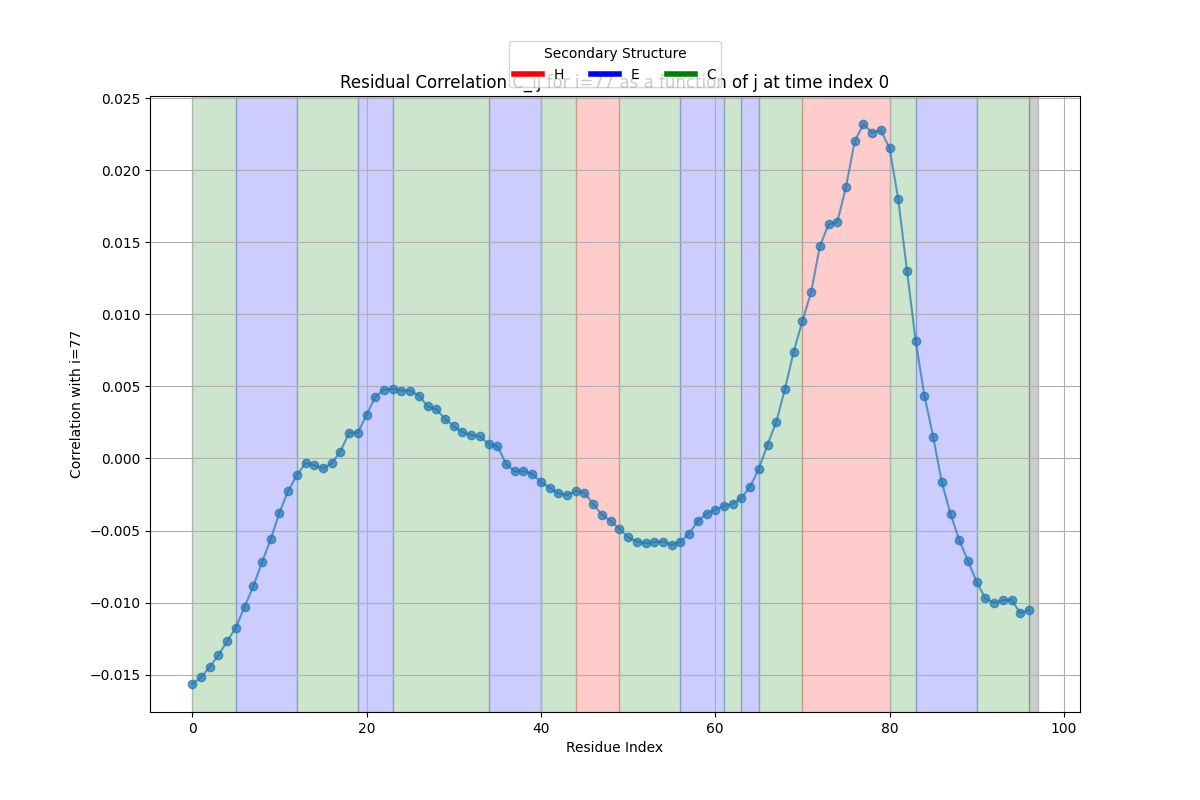 Secondary Structure
H E C
Residual Correlation C_ij for i=77 as a function of j at time index 0
0.025
0.020
0.015
0.010
0.005
0.000
−0.005
−0.010
−0.015
Correlation with i=77
0 20 40 60 80 100
Residue Index